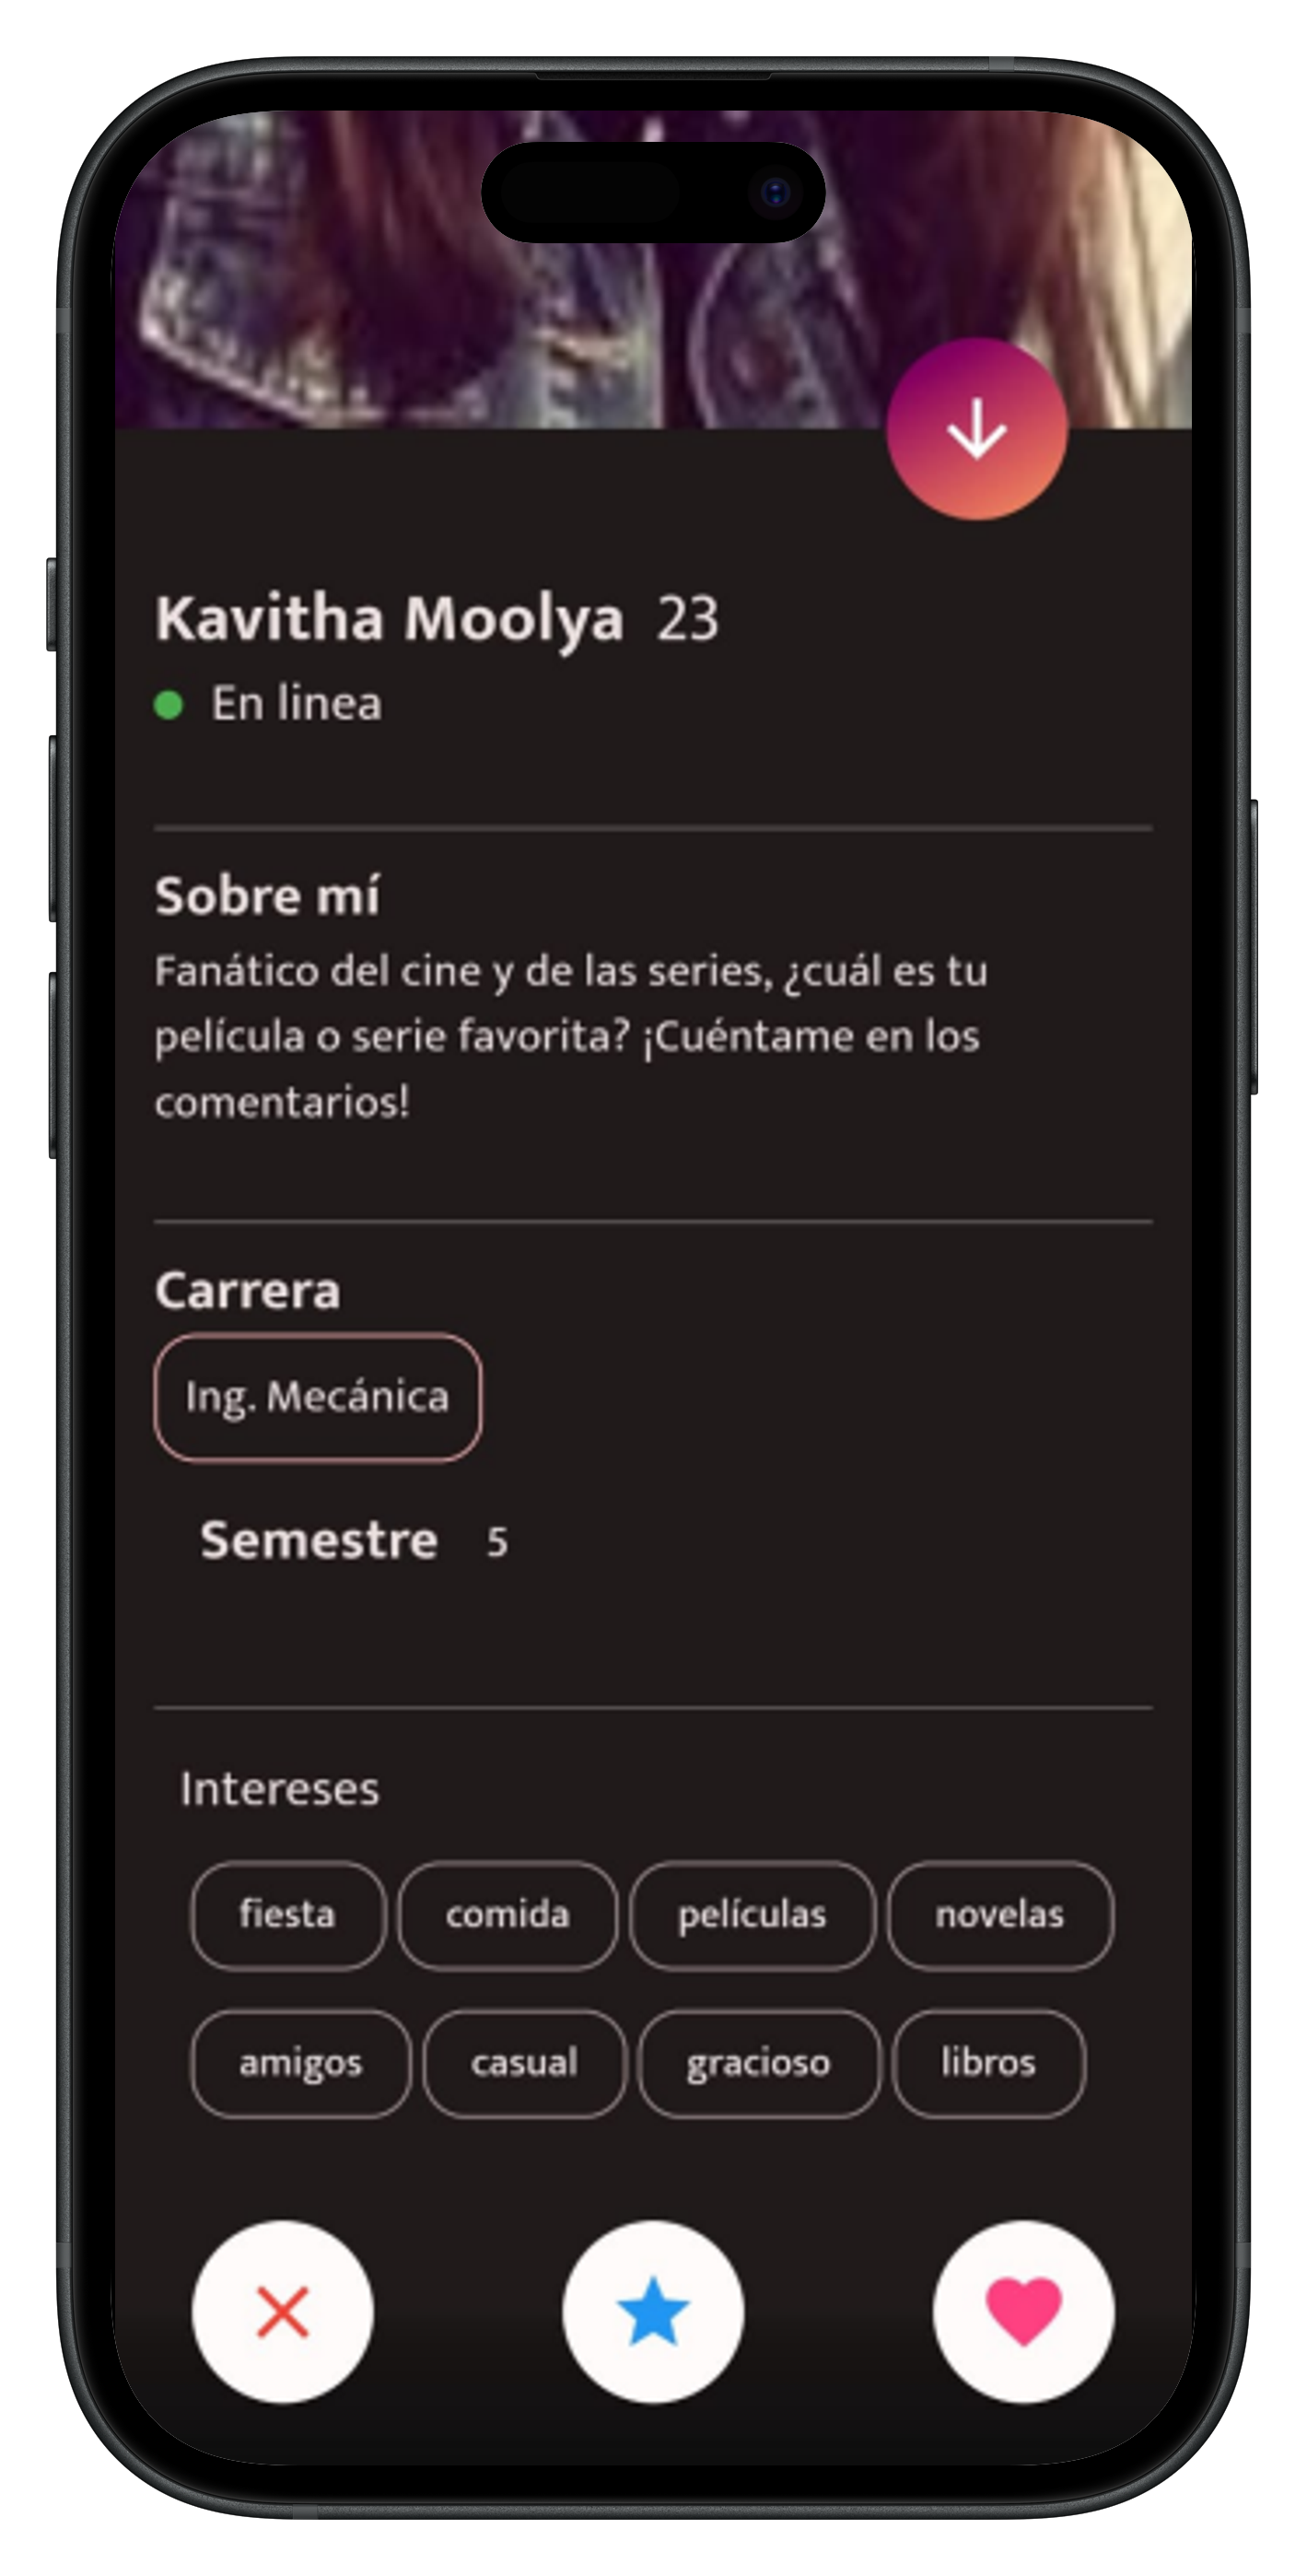 Kavitha Moolya 23
En linea
Sobre mí
Fanático del cine y de las series, ¿cuál es tu
película o serie favorita? ¡Cuéntame en los
comentarios!
Carrera
Ing. Mecánica
Semestre 5
Intereses
fiesta comida películas novelas
amigos casual gracioso libros